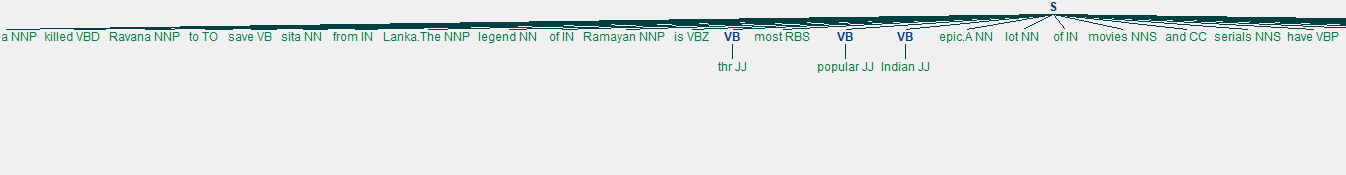 S
a NNP killed VBD Ravana NNP to TO save VB sita NN from IN Lanka.The NNP legend NN of IN Ramayan NNP is VBZ VB most RBS VB VB epic.A NN lot NN of IN movies NNS and CC serials NNS have VBP
thr JJ popular JJ Indian JJ